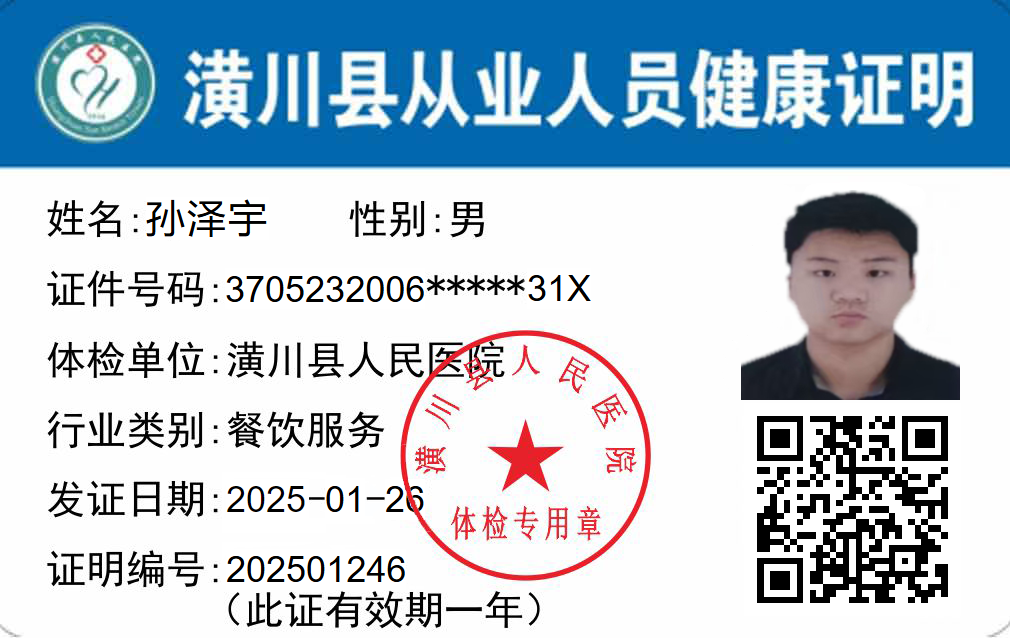 潢川县从业人员健康证明
姓名:孙泽宇 性别:男
证件号码:3705232006*****31X
体检单位:潢川县人民医院
行业类别:餐饮服务
发证日期:2025-01-26
证明编号:202501246
(此证有效期一年)
潢川县人民医院
体检专用章